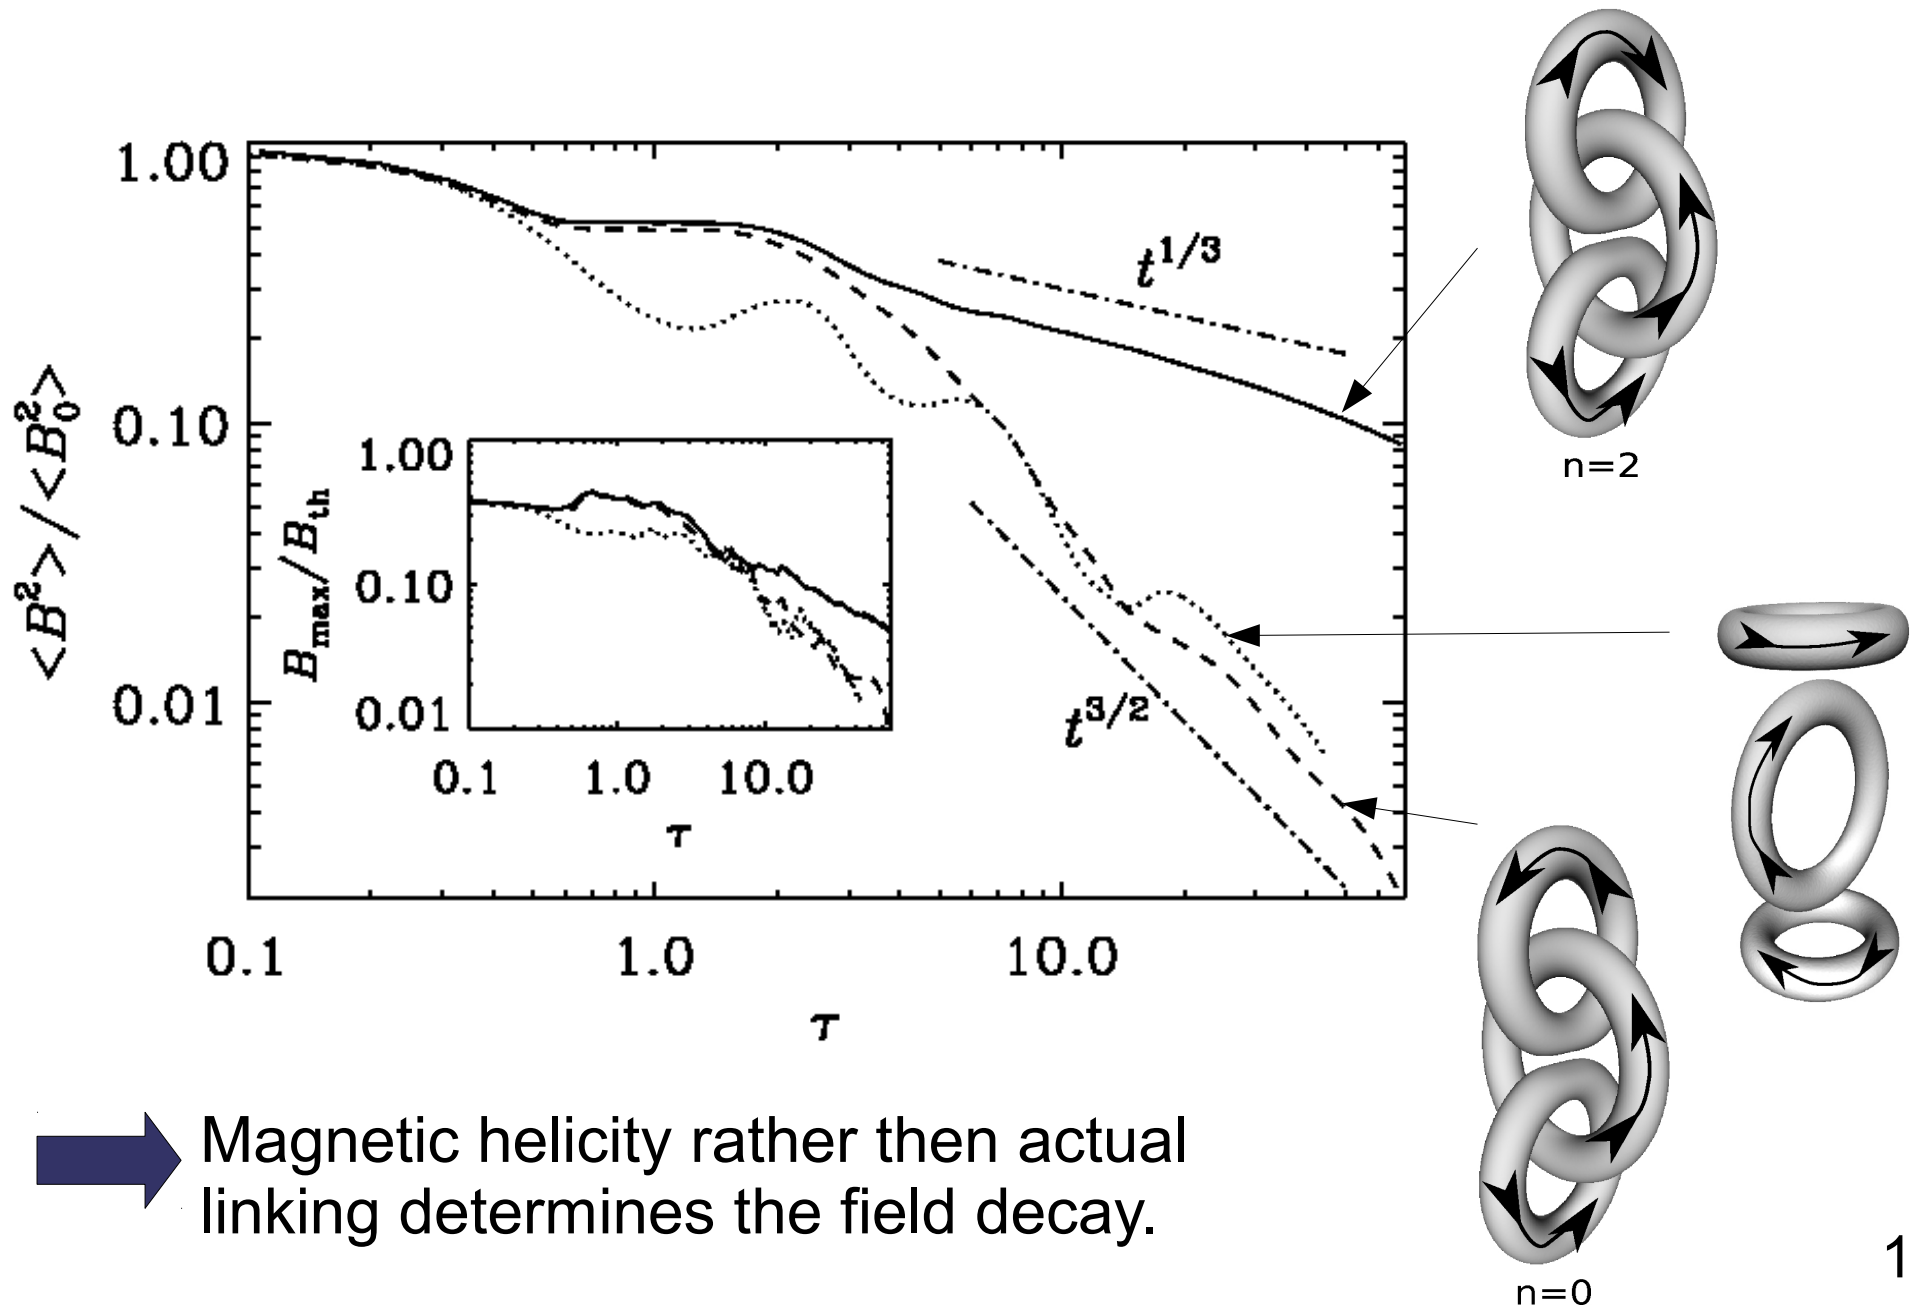 1.00
0.10
0.01
<B²>/<B₀²>
0.1
1.0
10.0
τ
t^{1/3}
t^{3/2}
1.00
0.10
0.01
B_max/B_th
0.1
1.0
10.0
τ
n=2
n=0
Magnetic helicity rather then actual
linking determines the field decay.
1